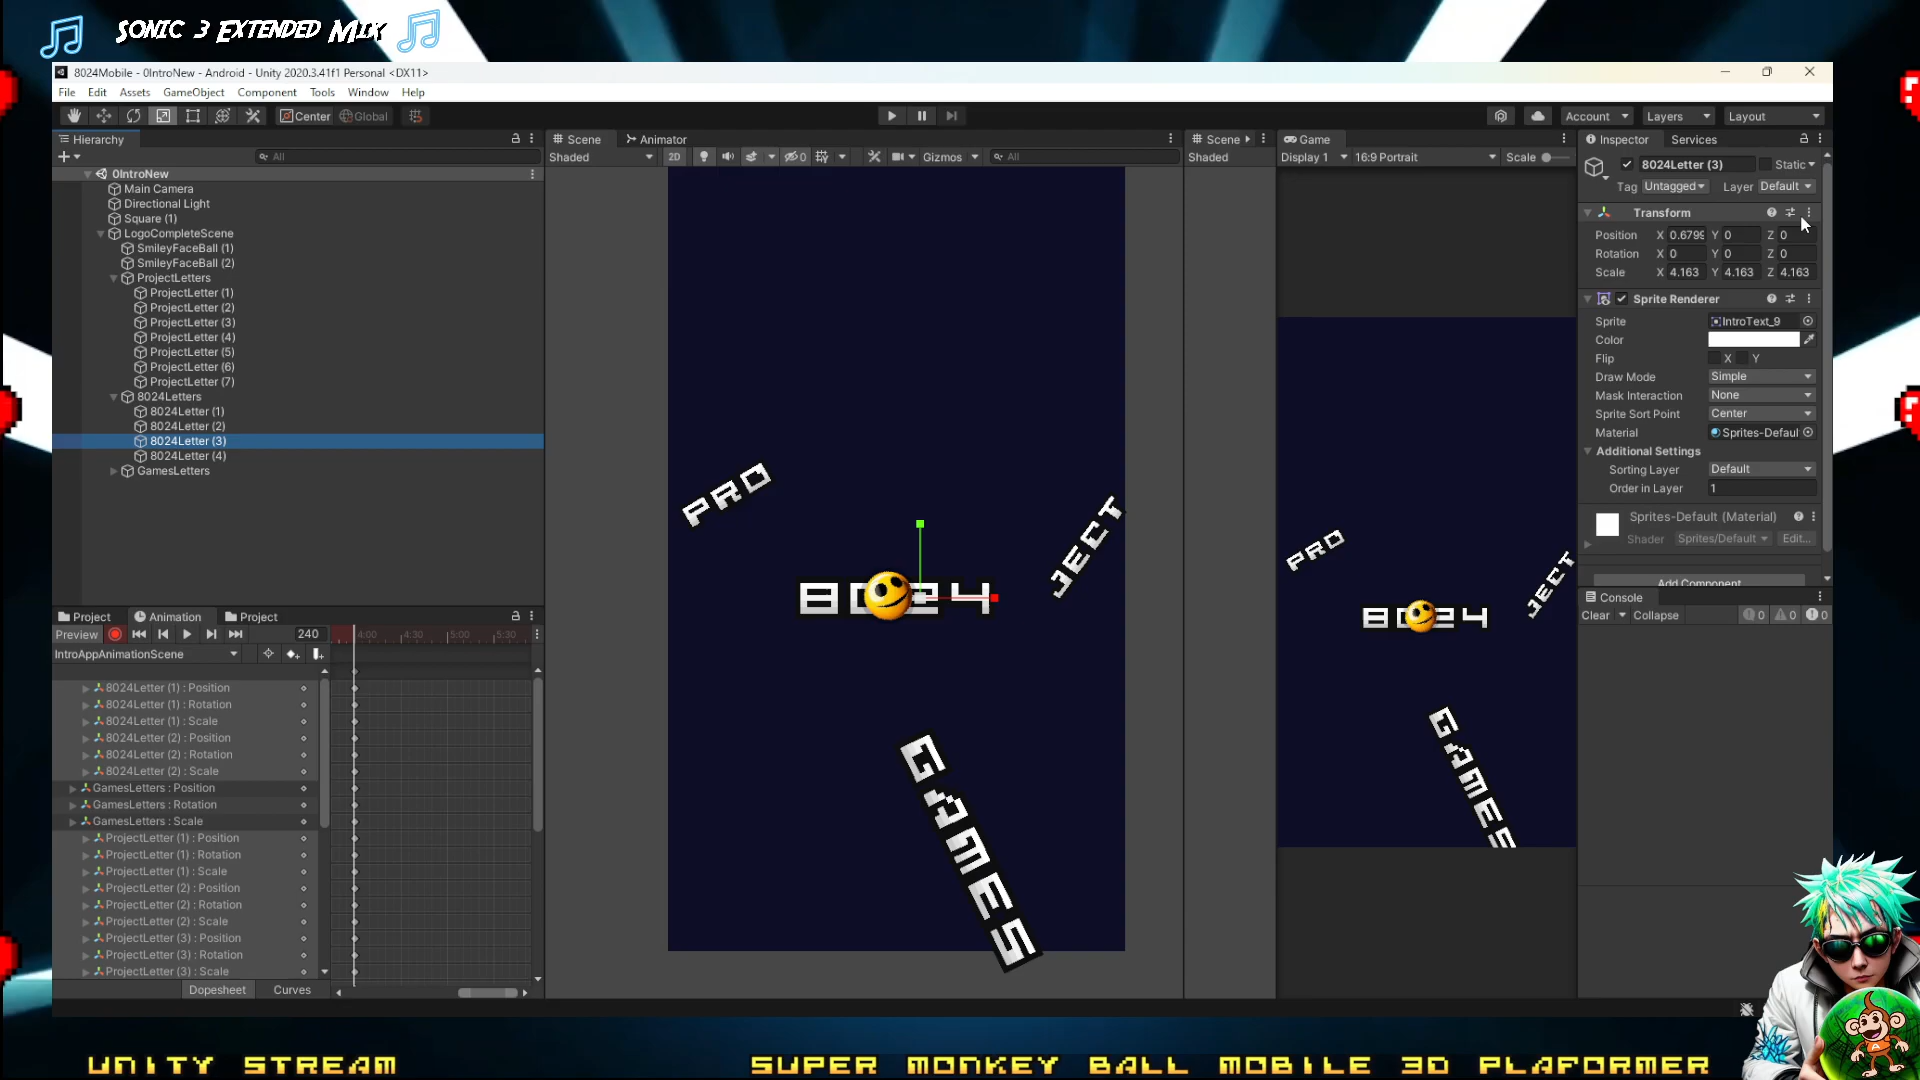 Sonic 3 Extended Mix
8024Mobile - 0IntroNew - Android - Unity 2020.3.41f1 Personal <DX11>
File Edit Assets GameObject Component Tools Window Help
Center Global
Account Layers Layout
Hierarchy
All
0IntroNew
Main Camera
Directional Light
Square (1)
LogoCompleteScene
SmileyFaceBall (1)
SmileyFaceBall (2)
ProjectLetters
ProjectLetter (1)
ProjectLetter (2)
ProjectLetter (3)
ProjectLetter (4)
ProjectLetter (5)
ProjectLetter (6)
ProjectLetter (7)
8024Letters
8024Letter (1)
8024Letter (2)
8024Letter (3)
8024Letter (4)
GamesLetters
Project Animation Project
Preview 240 4:00 4:30 5:00 5:30
IntroAppAnimationScene
8024Letter (1) : Position
8024Letter (1) : Rotation
8024Letter (1) : Scale
8024Letter (2) : Position
8024Letter (2) : Rotation
8024Letter (2) : Scale
GamesLetters : Position
GamesLetters : Rotation
GamesLetters : Scale
ProjectLetter (1) : Position
ProjectLetter (1) : Rotation
ProjectLetter (1) : Scale
ProjectLetter (2) : Position
ProjectLetter (2) : Rotation
ProjectLetter (2) : Scale
ProjectLetter (3) : Position
ProjectLetter (3) : Rotation
ProjectLetter (3) : Scale
Dopesheet Curves
Scene Animator
Shaded 2D 0 Gizmos All
PRO
JECT
8024
GAMES
Scene
Shaded
Game
Display 1 16:9 Portrait Scale
PRO
JECT
8024
GAMES
Inspector Services
8024Letter (3) Static
Tag Untagged Layer Default
Transform
Position X 0.6799 Y 0 Z 0
Rotation X 0 Y 0 Z 0
Scale X 4.163 Y 4.163 Z 4.163
Sprite Renderer
Sprite IntroText_9
Color
Flip X Y
Draw Mode Simple
Mask Interaction None
Sprite Sort Point Center
Material Sprites-Defaul
Additional Settings
Sorting Layer Default
Order in Layer 1
Sprites-Default (Material)
Shader Sprites/Default Edit...
Add Component
Console
Clear Collapse 0 0 0
UNITY STREAM
SUPER MONKEY BALL MOBILE 3D PLAFORMER